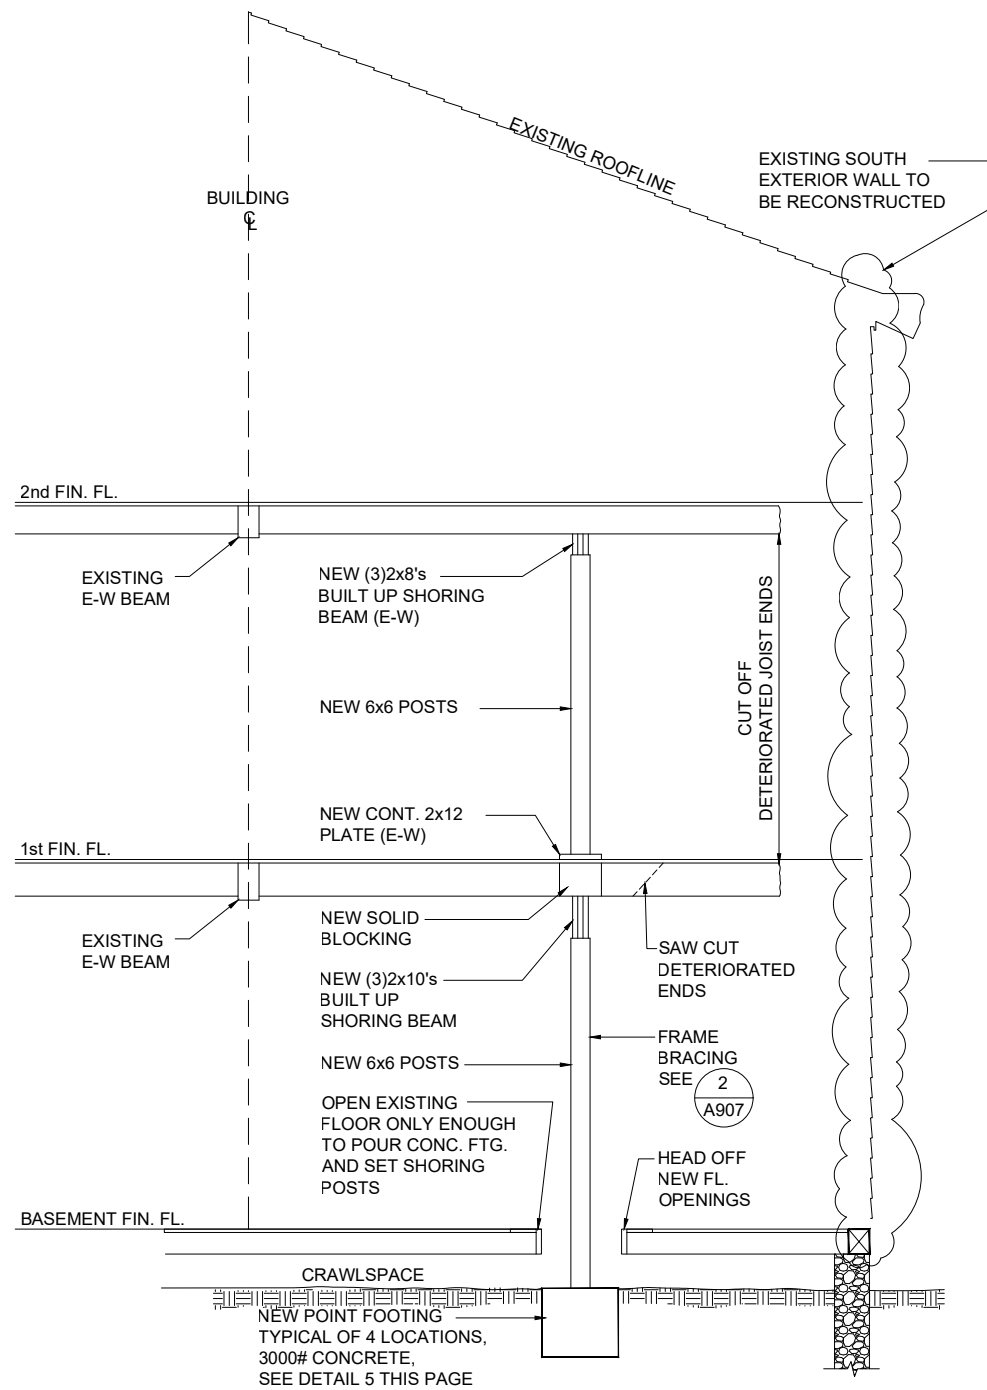 EXISTING ROOFLINE
EXISTING SOUTH
EXTERIOR WALL TO
BE RECONSTRUCTED
BUILDING
℄
2nd FIN. FL.
EXISTING
E-W BEAM
NEW (3)2x8's
BUILT UP SHORING
BEAM (E-W)
CUT OFF
DETERIORATED JOIST ENDS
NEW 6x6 POSTS
NEW CONT. 2x12
PLATE (E-W)
1st FIN. FL.
EXISTING
E-W BEAM
NEW SOLID
BLOCKING
SAW CUT
DETERIORATED
ENDS
NEW (3)2x10's
BUILT UP
SHORING BEAM
FRAME
BRACING
SEE
2
A907
NEW 6x6 POSTS
OPEN EXISTING
FLOOR ONLY ENOUGH
TO POUR CONC. FTG.
AND SET SHORING
POSTS
HEAD OFF
NEW FL.
OPENINGS
BASEMENT FIN. FL.
CRAWLSPACE
NEW POINT FOOTING
TYPICAL OF 4 LOCATIONS,
3000# CONCRETE,
SEE DETAIL 5 THIS PAGE